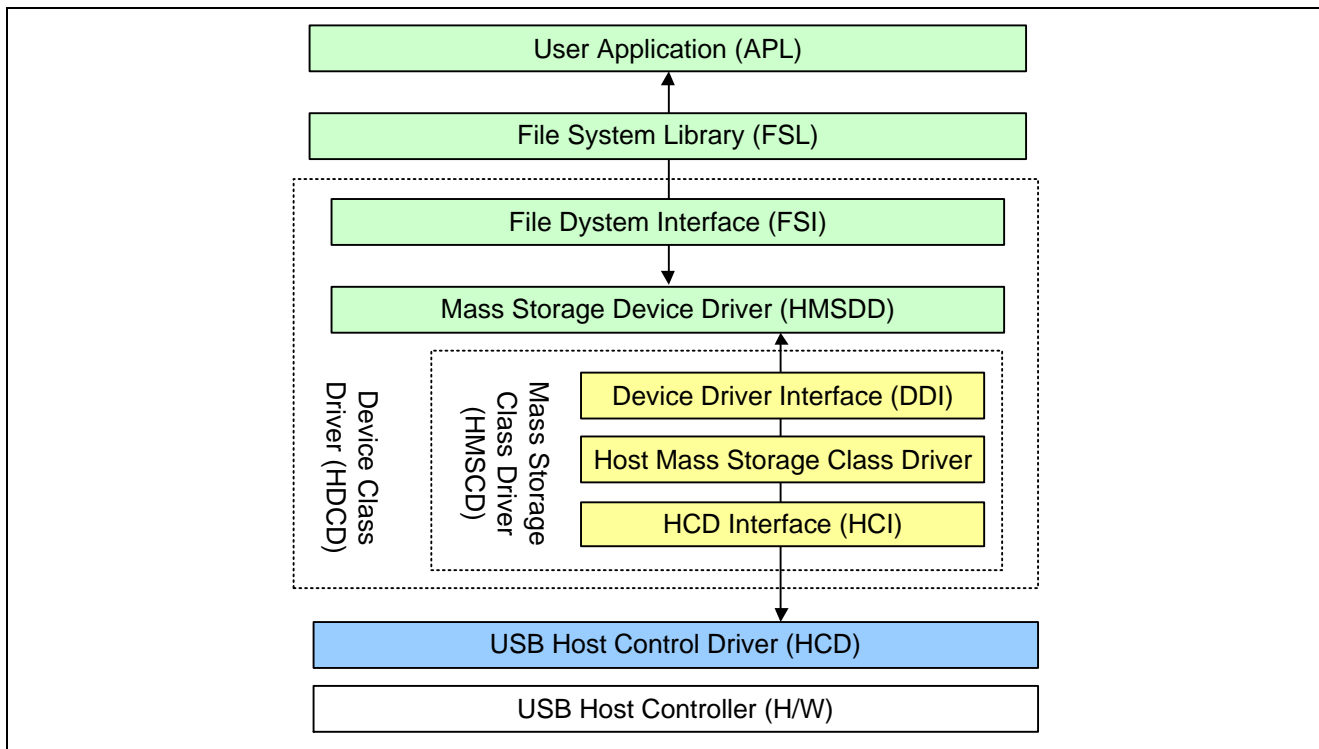 User Application (APL)
File System Library (FSL)
File Dystem Interface (FSI)
Mass Storage Device Driver (HMSDD)
Device Class
Driver (HDCD)
Mass Storage
Class Driver
(HMSCD)
Device Driver Interface (DDI)
Host Mass Storage Class Driver
HCD Interface (HCI)
USB Host Control Driver (HCD)
USB Host Controller (H/W)